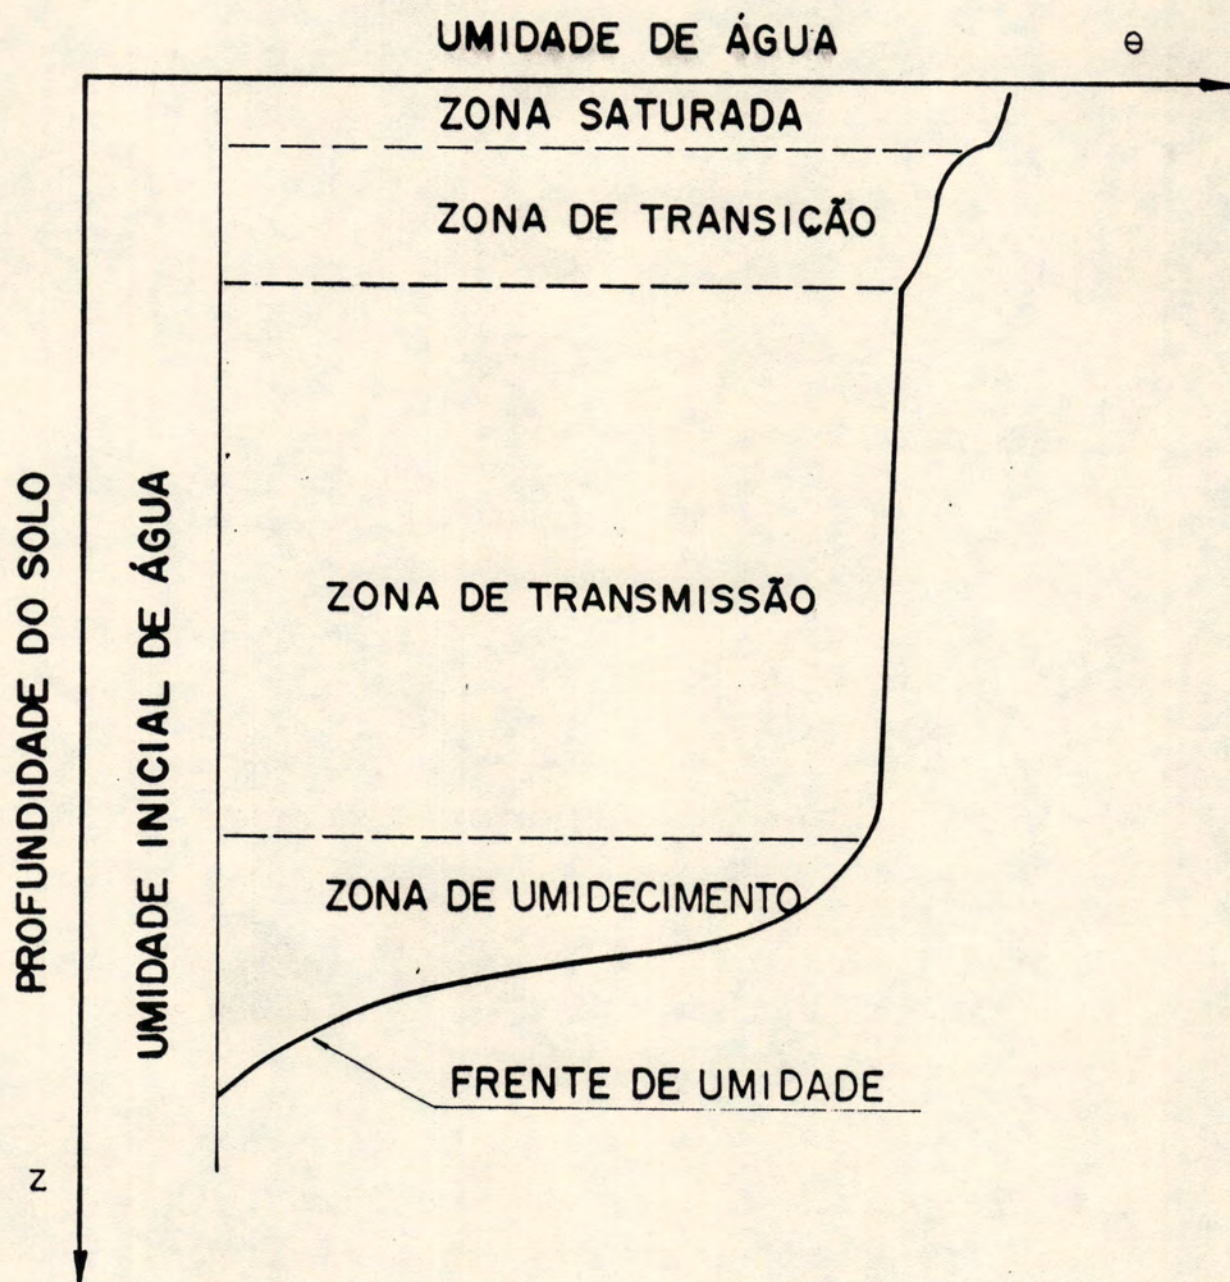 UMIDADE DE ÁGUA
θ
ZONA SATURADA
ZONA DE TRANSIÇÃO
PROFUNDIDADE DO SOLO
UMIDADE INICIAL DE ÁGUA
ZONA DE TRANSMISSÃO
ZONA DE UMIDECIMENTO
FRENTE DE UMIDADE
Z